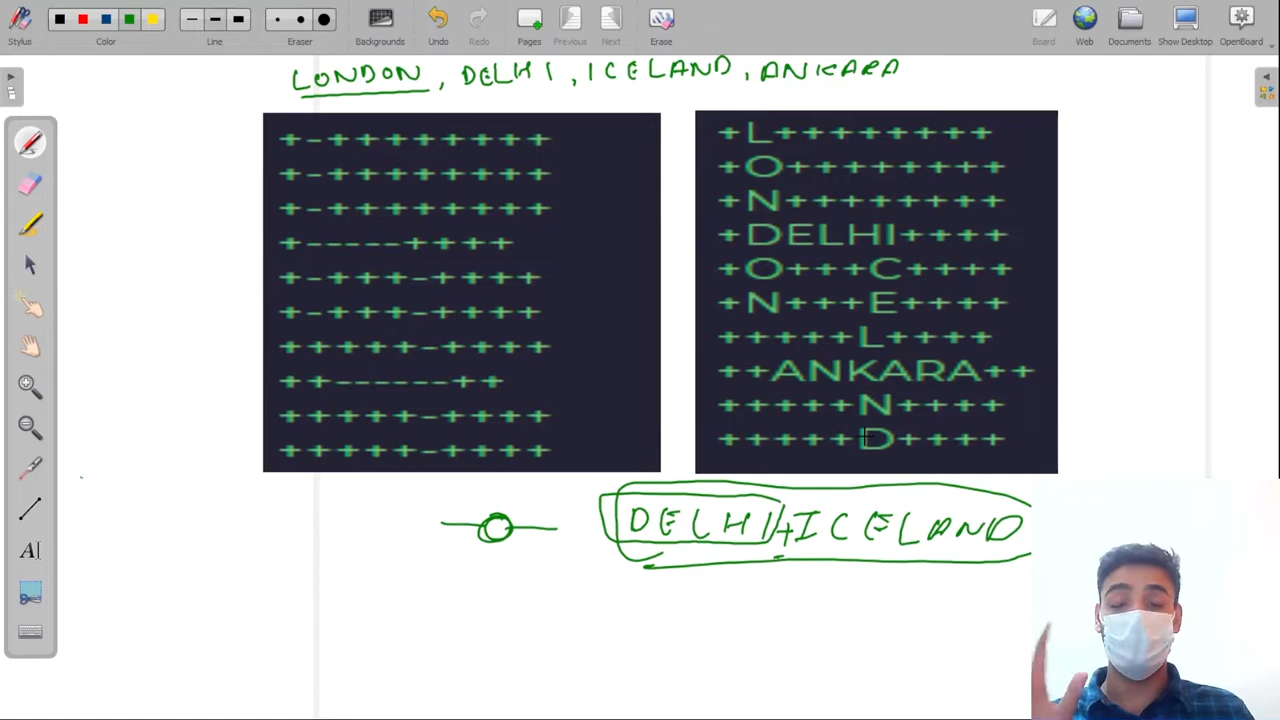 Stylus
Color
Line
Eraser
Backgrounds
Undo
Redo
Pages
Previous
Next
Erase
Board
Web
Documents
Show Desktop
OpenBoard
LONDON, DELHI, ICELAND, ANKARA
+-++++++++
+-++++++++
+-++++++++
+-----++++
+-+++-++++
+-+++-++++
+++++-++++
++------++
+++++-++++
+++++-++++
+L++++++++
+O++++++++
+N++++++++
+DELHI++++
+O+++C++++
+N+++E++++
+++++L++++
++ANKARA++
+++++N++++
+++++D++++
DELHI+ICELAND